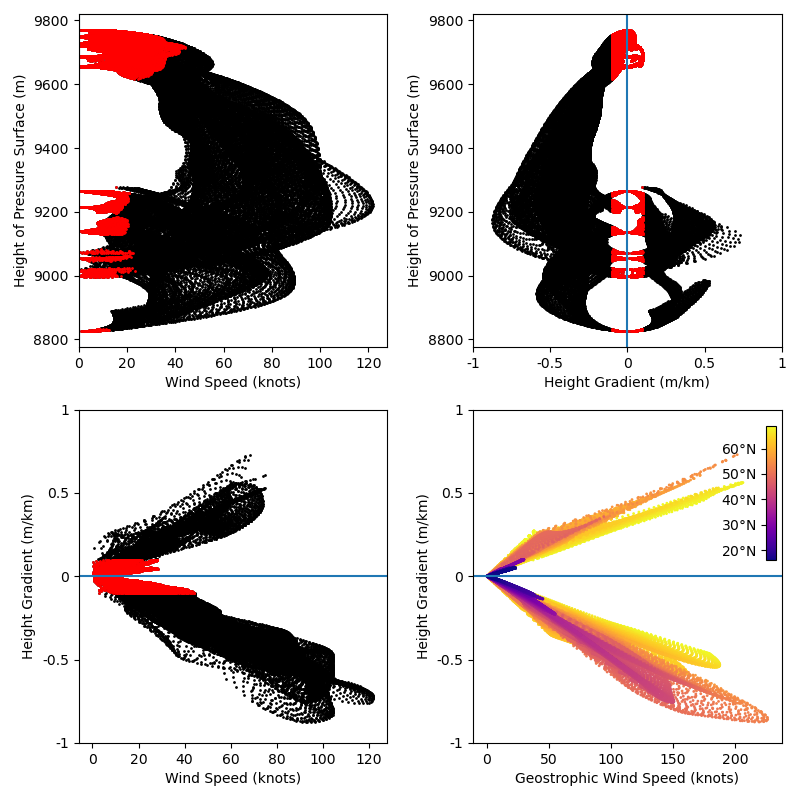 9800
9600
9400
9200
9000
8800
Height of Pressure Surface (m)
0 20 40 60 80 100 120
Wind Speed (knots)
9800
9600
9400
9200
9000
8800
Height of Pressure Surface (m)
-1 -0.5 0 0.5 1
Height Gradient (m/km)
1
0.5
0
-0.5
-1
Height Gradient (m/km)
0 20 40 60 80 100 120
Wind Speed (knots)
1
0.5
0
-0.5
-1
Height Gradient (m/km)
60°N
50°N
40°N
30°N
20°N
0 50 100 150 200
Geostrophic Wind Speed (knots)